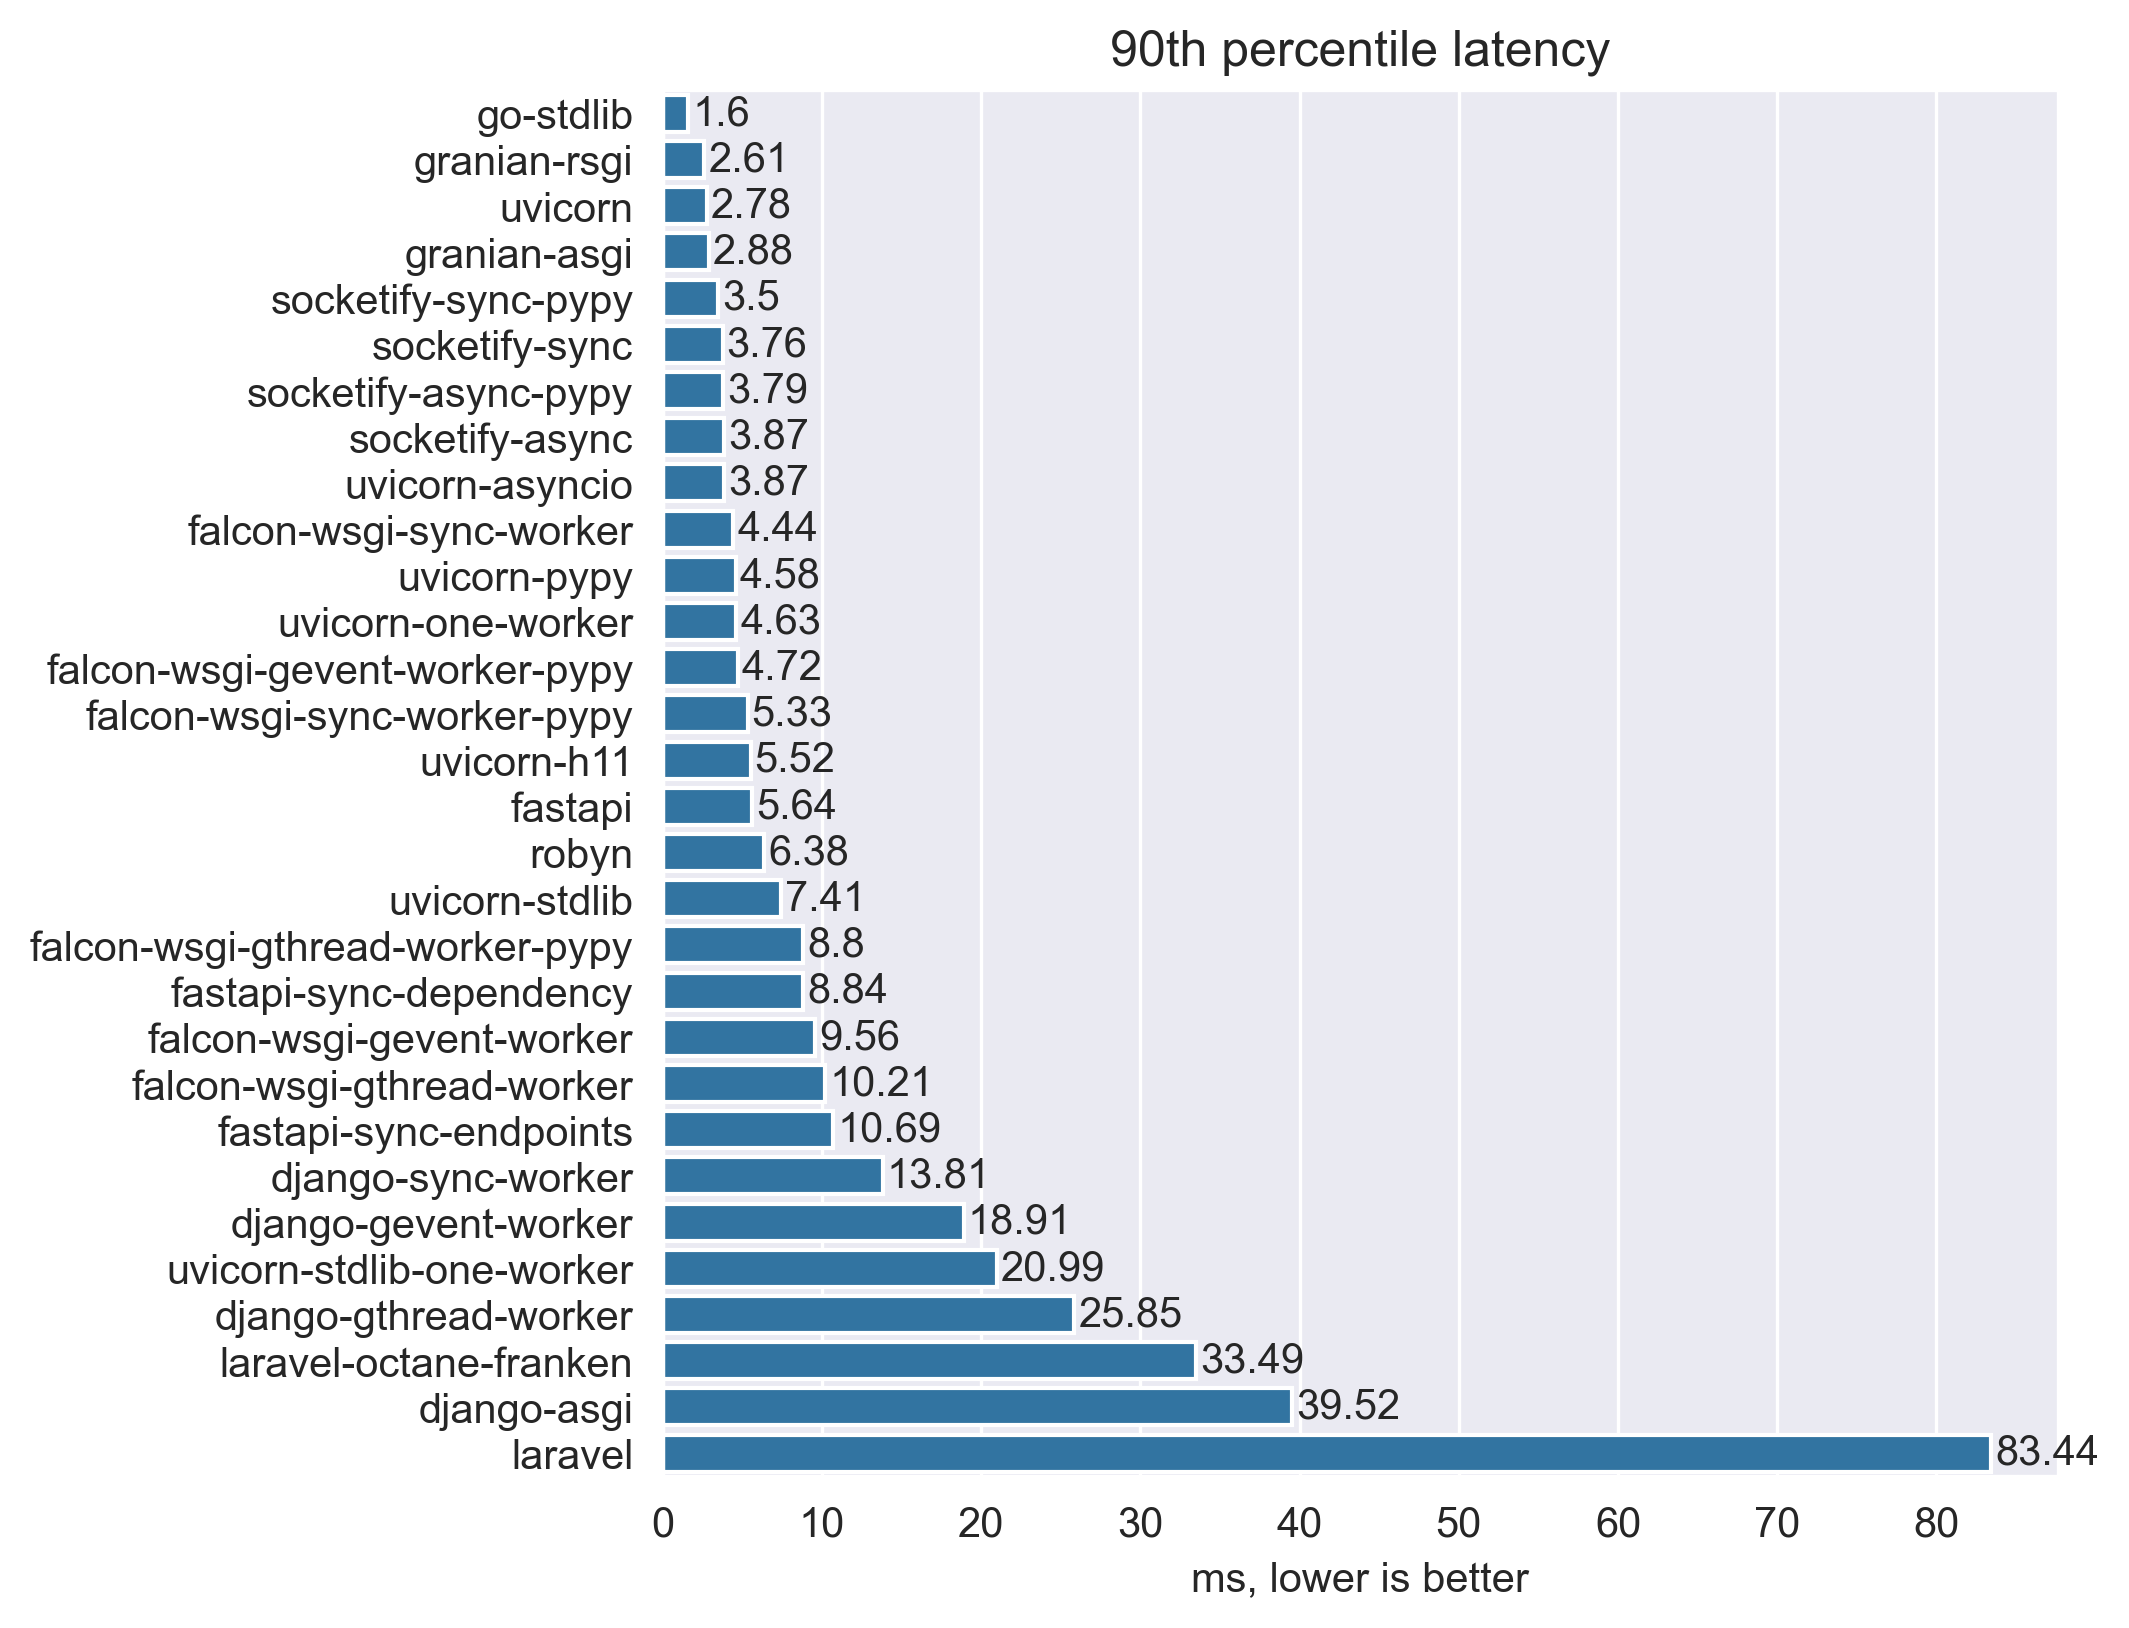 90th percentile latency
go-stdlib 1.6
granian-rsgi 2.61
uvicorn 2.78
granian-asgi 2.88
socketify-sync-pypy 3.5
socketify-sync 3.76
socketify-async-pypy 3.79
socketify-async 3.87
uvicorn-asyncio 3.87
falcon-wsgi-sync-worker 4.44
uvicorn-pypy 4.58
uvicorn-one-worker 4.63
falcon-wsgi-gevent-worker-pypy 4.72
falcon-wsgi-sync-worker-pypy 5.33
uvicorn-h11 5.52
fastapi 5.64
robyn 6.38
uvicorn-stdlib 7.41
falcon-wsgi-gthread-worker-pypy 8.8
fastapi-sync-dependency 8.84
falcon-wsgi-gevent-worker 9.56
falcon-wsgi-gthread-worker 10.21
fastapi-sync-endpoints 10.69
django-sync-worker 13.81
django-gevent-worker 18.91
uvicorn-stdlib-one-worker 20.99
django-gthread-worker 25.85
laravel-octane-franken 33.49
django-asgi 39.52
laravel 83.44
0 10 20 30 40 50 60 70 80
ms, lower is better